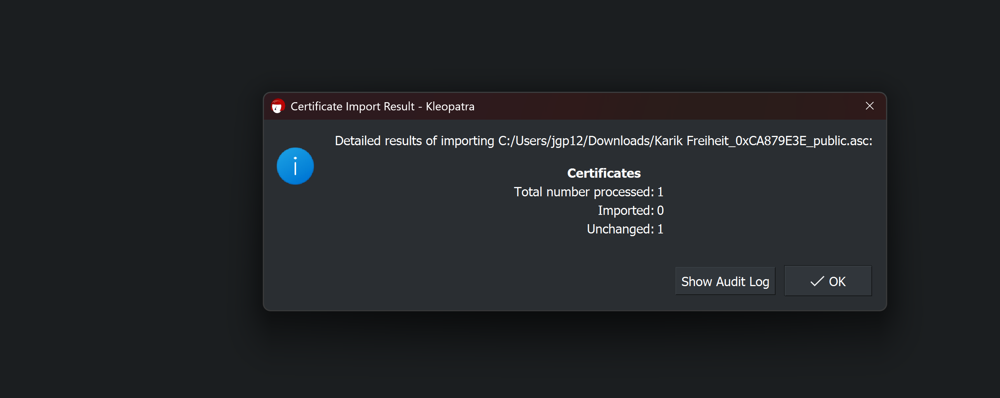 Certificate Import Result - Kleopatra
Detailed results of importing C:/Users/jgp12/Downloads/Karik Freiheit_0xCA879E3E_public.asc:
Certificates
Total number processed: 1
Imported: 0
Unchanged: 1
Show Audit Log
OK